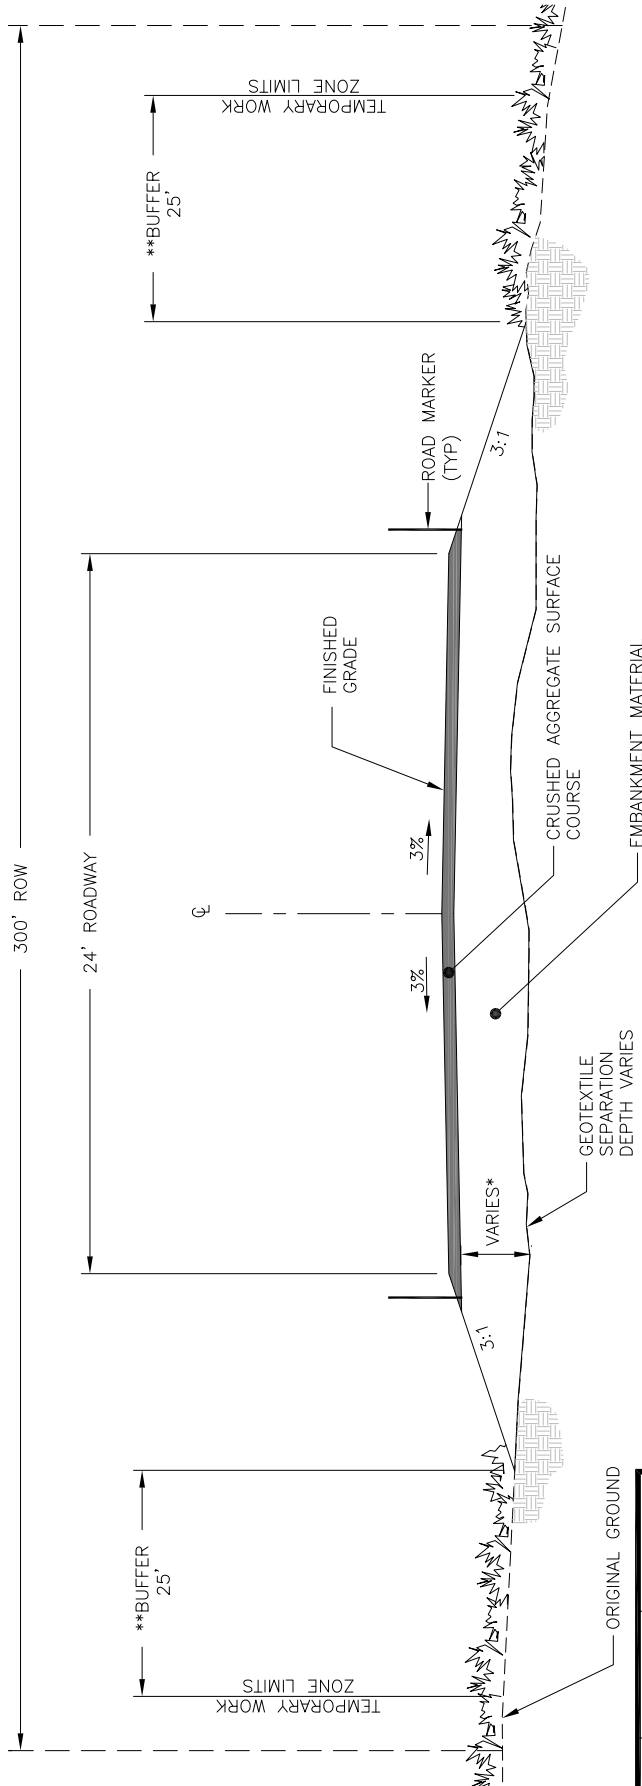 300' ROW
24' ROADWAY
**BUFFER
25'
TEMPORARY WORK
ZONE LIMITS
**BUFFER
25'
TEMPORARY WORK
ZONE LIMITS
℄
FINISHED
GRADE
ROAD MARKER
(TYP)
3%
3%
3:1
3:1
VARIES*
CRUSHED AGGREGATE SURFACE
COURSE
EMBANKMENT MATERIAL
GEOTEXTILE
SEPARATION
DEPTH VARIES
ORIGINAL GROUND